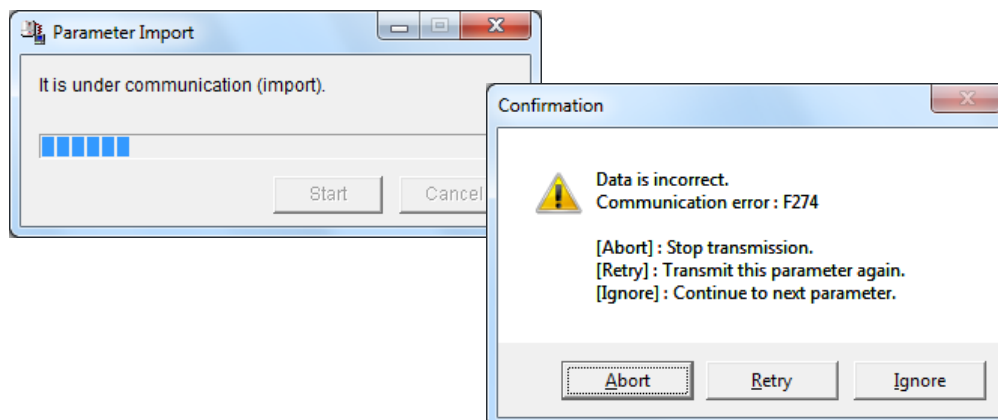 Parameter Import
It is under communication (import).
Start
Cancel
Confirmation
Data is incorrect.
Communication error : F274
[Abort] : Stop transmission.
[Retry] : Transmit this parameter again.
[Ignore] : Continue to next parameter.
Abort
Retry
Ignore